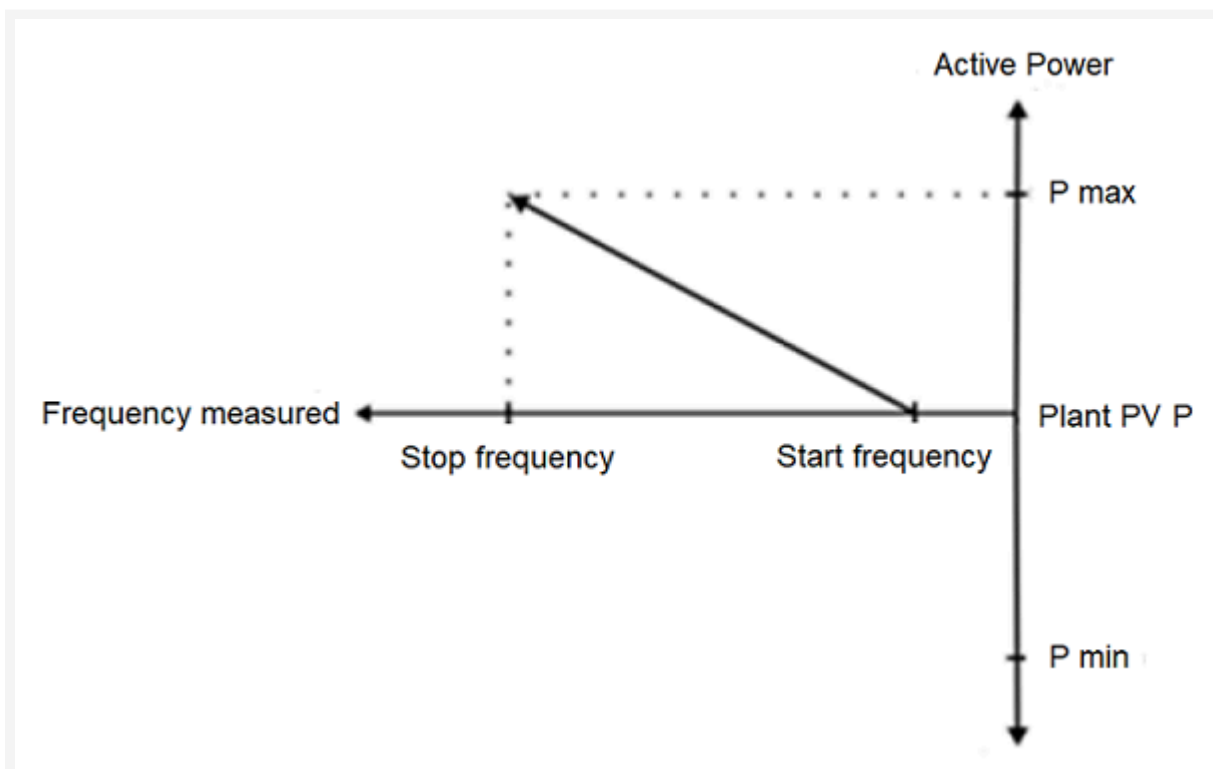 Active Power
P max
Frequency measured
Plant PV P
Stop frequency
Start frequency
P min